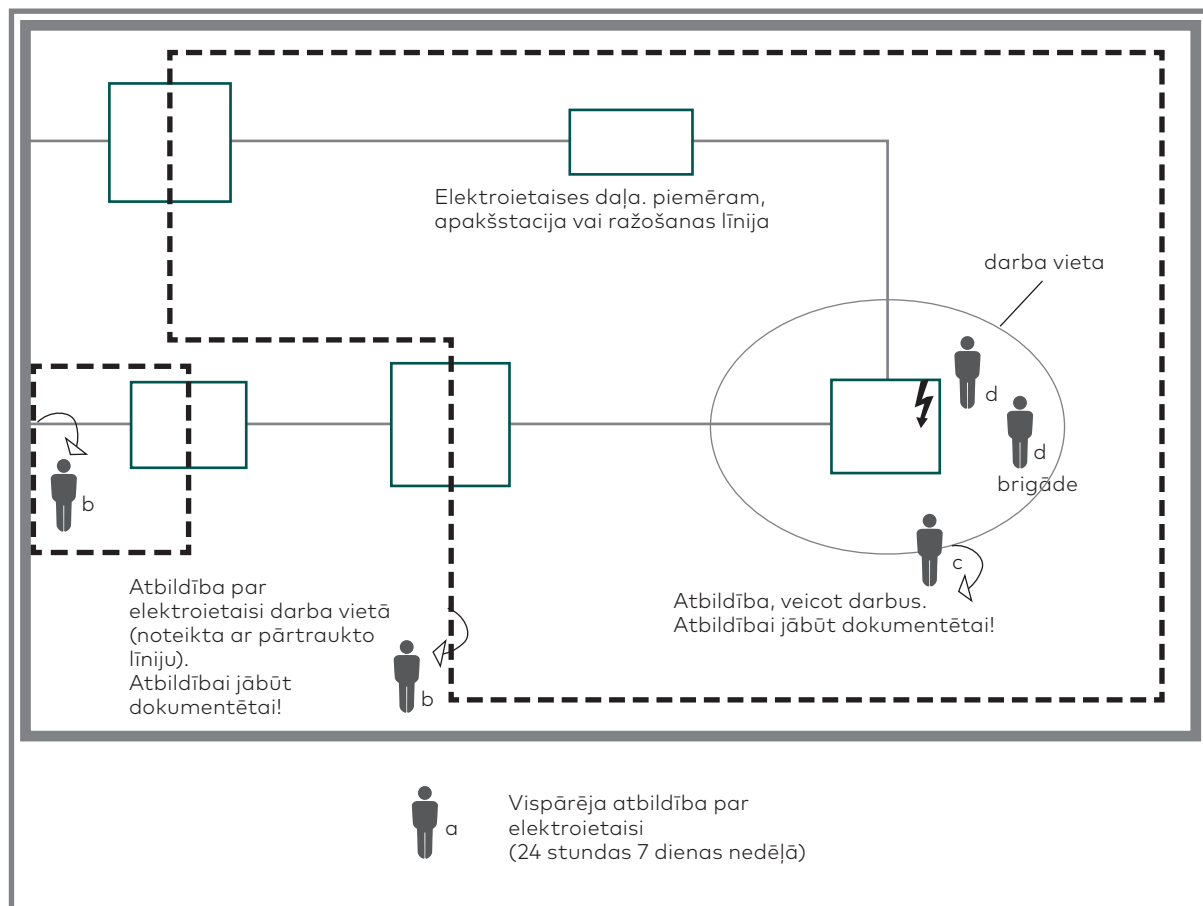 Elektroietaises daļa. piemēram,
apakšstacija vai ražošanas līnija
darba vieta
d
d
brigāde
b
c
Atbildība par
elektroietaisi darba vietā
(noteikta ar pārtraukto
līniju).
Atbildībai jābūt
dokumentētai!
b
Atbildība, veicot darbus.
Atbildībai jābūt dokumentētai!
a
Vispārēja atbildība par
elektroietaisi
(24 stundas 7 dienas nedēļā)